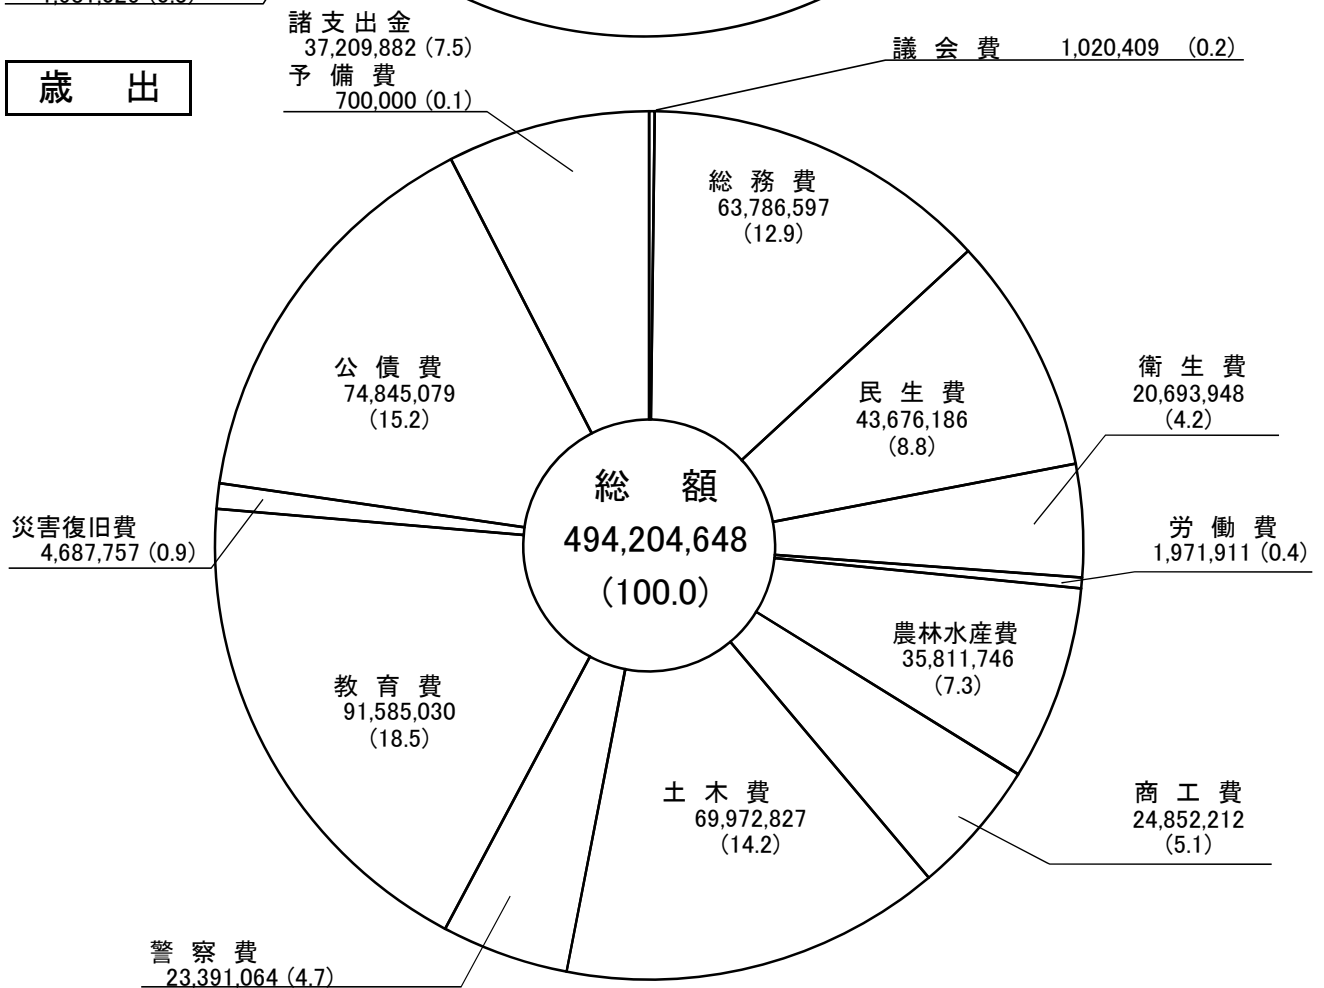 諸支出金
37,209,882 (7.5)
予備費
700,000 (0.1)
議会費 1,020,409 (0.2)
歳出
総務費
63,786,597
(12.9)
民生費
43,676,186
(8.8)
衛生費
20,693,948
(4.2)
労働費
1,971,911 (0.4)
農林水産費
35,811,746
(7.3)
商工費
24,852,212
(5.1)
土木費
69,972,827
(14.2)
警察費
23,391,064 (4.7)
教育費
91,585,030
(18.5)
災害復旧費
4,687,757 (0.9)
公債費
74,845,079
(15.2)
総額
494,204,648
(100.0)